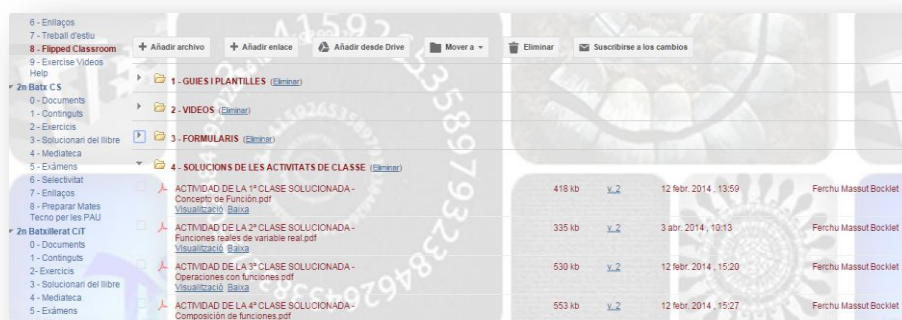 6 - Enllaços
7 - Treball d'estiu
8 - Flipped Classroom
9 - Exercise Videos
Help
2n Batx CS
0 - Documents
1 - Continguts
2 - Exercicis
3 - Solucionari del llibre
4 - Mediateca
5 - Exàmens
6 - Selectivitat
7 - Enllaços
8 - Preparar Mates
Tecno per les PAU
2n Batxillerat CiT
0 - Documents
1 - Continguts
2- Exercicis
3 - Solucionari del llibre
4 - Mediateca
5 - Exàmens
Añadir archivo Añadir enlace Añadir desde Drive Mover a Eliminar Suscribirse a los cambios
1 - GUIES I PLANTILLES (Eliminar)
2 - VIDEOS (Eliminar)
3 - FORMULARIS (Eliminar)
4 - SOLUCIONS DE LES ACTIVITATS DE CLASSE (Eliminar)
ACTIVIDAD DE LA 1ª CLASE SOLUCIONADA - 418 kb v. 2 12 febr. 2014 , 13:59 Ferchu Massut Bocklet
Concepto de Función.pdf
Visualització Baixa
ACTIVIDAD DE LA 2ª CLASE SOLUCIONADA - 335 kb v. 2 3 abr. 2014 , 10:13 Ferchu Massut Bocklet
Funciones reales de variable real.pdf
Visualització Baixa
ACTIVIDAD DE LA 3ª CLASE SOLUCIONADA - 530 kb v. 2 12 febr. 2014 , 15:20 Ferchu Massut Bocklet
Operaciones con funciones.pdf
Visualització Baixa
ACTIVIDAD DE LA 4ª CLASE SOLUCIONADA - 553 kb v. 2 12 febr. 2014 , 15:27 Ferchu Massut Bocklet
Composición de funciones.pdf